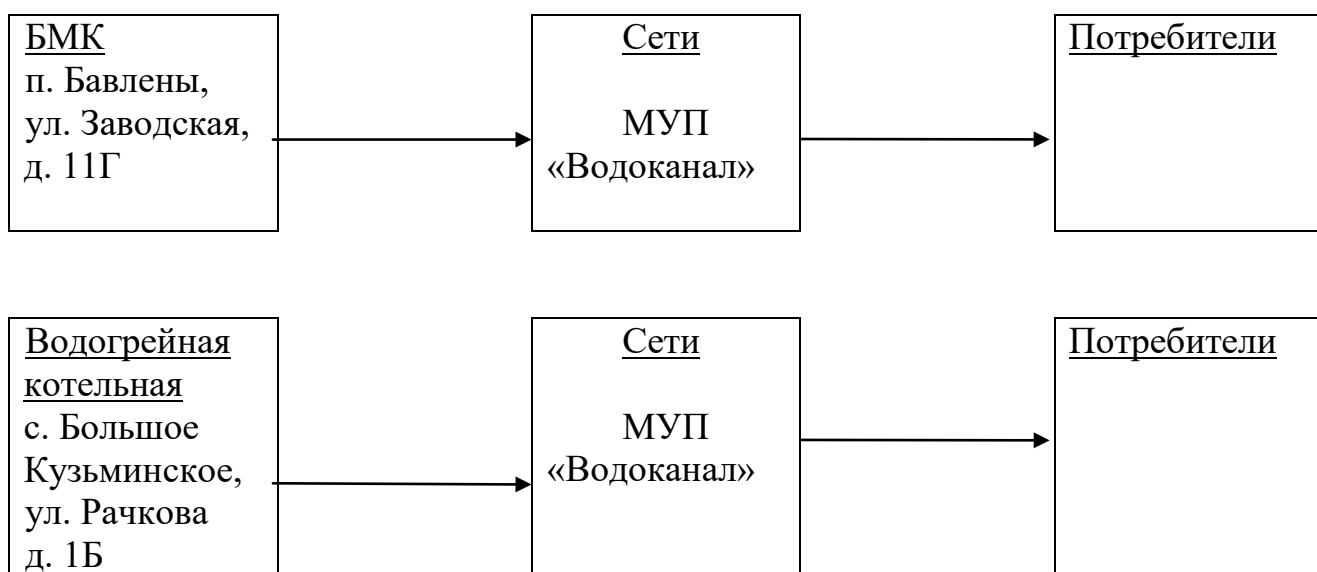 БМК
п. Бавлены,
ул. Заводская,
д. 11Г
Сети
МУП
«Водоканал»
Потребители
Водогрейная
котельная
с. Большое
Кузьминское,
ул. Рачкова
д. 1Б
Сети
МУП
«Водоканал»
Потребители